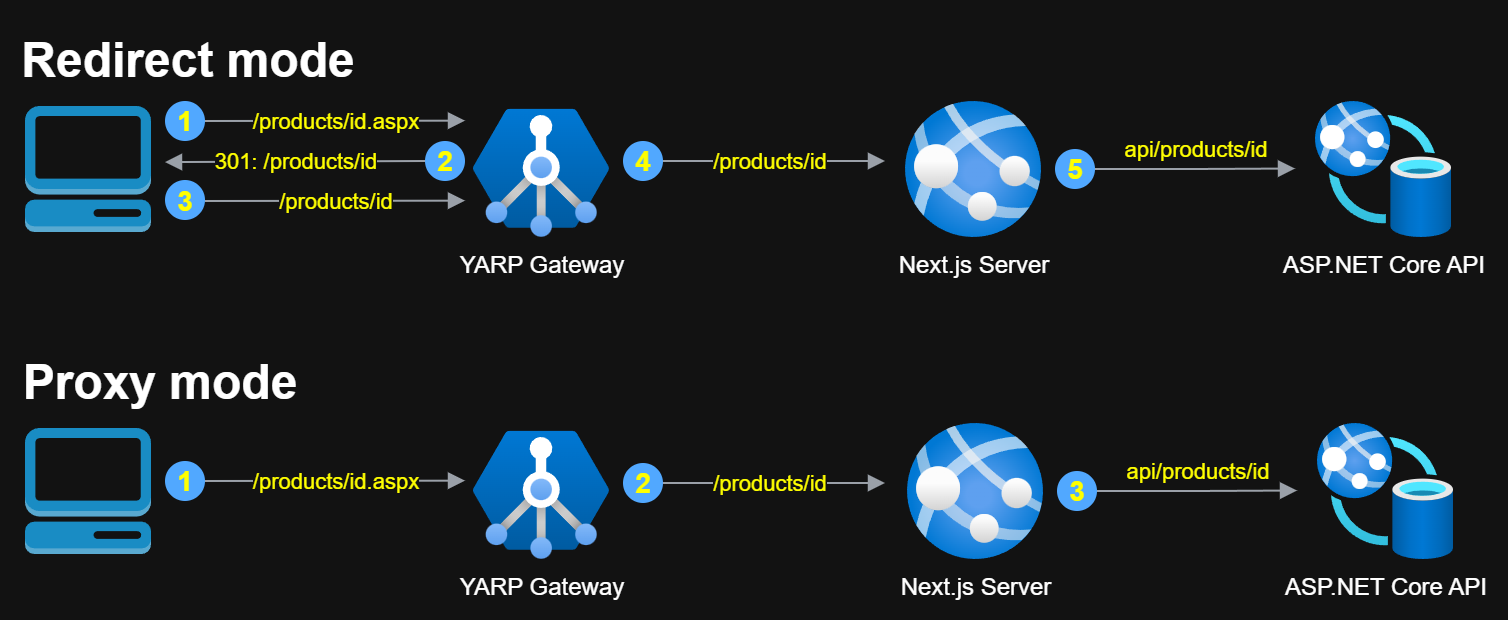 Redirect mode
1 /products/id.aspx
301: /products/id 2
3 /products/id
4 /products/id
5 api/products/id
YARP Gateway
Next.js Server
ASP.NET Core API
Proxy mode
1 /products/id.aspx
2 /products/id
3 api/products/id
YARP Gateway
Next.js Server
ASP.NET Core API